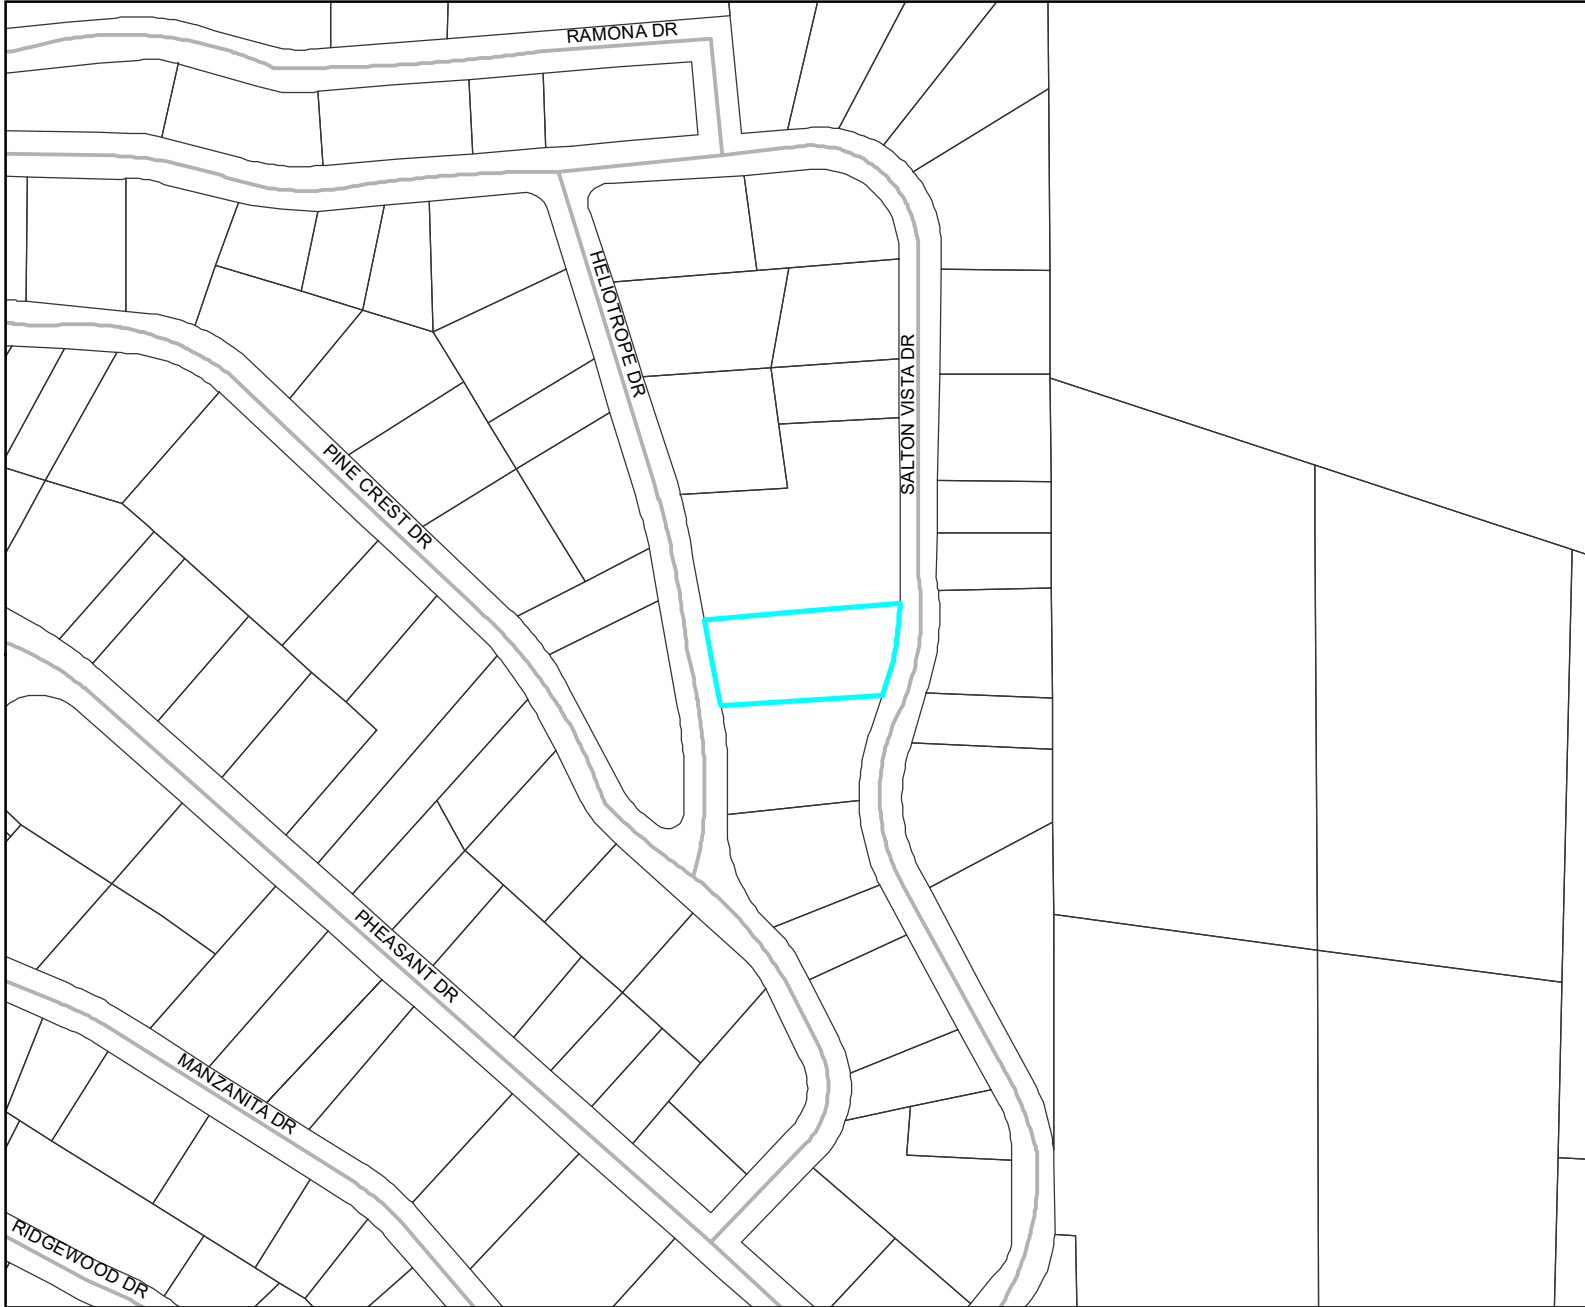 RAMONA DR
HELIOTROPE DR
SALTON VISTA DR
PINE CREST DR
PHEASANT DR
MANZANITA DR
RIDGEWOOD DR